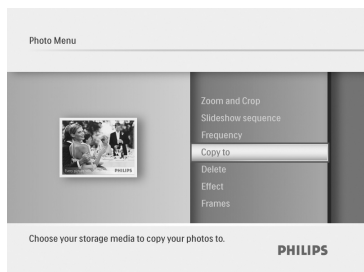 Photo Menu
Zoom and Crop
Slideshow sequence
Frequency
Copy to
Delete
Effect
Frames
PHILIPS
Choose your storage media to copy your photos to.
PHILIPS